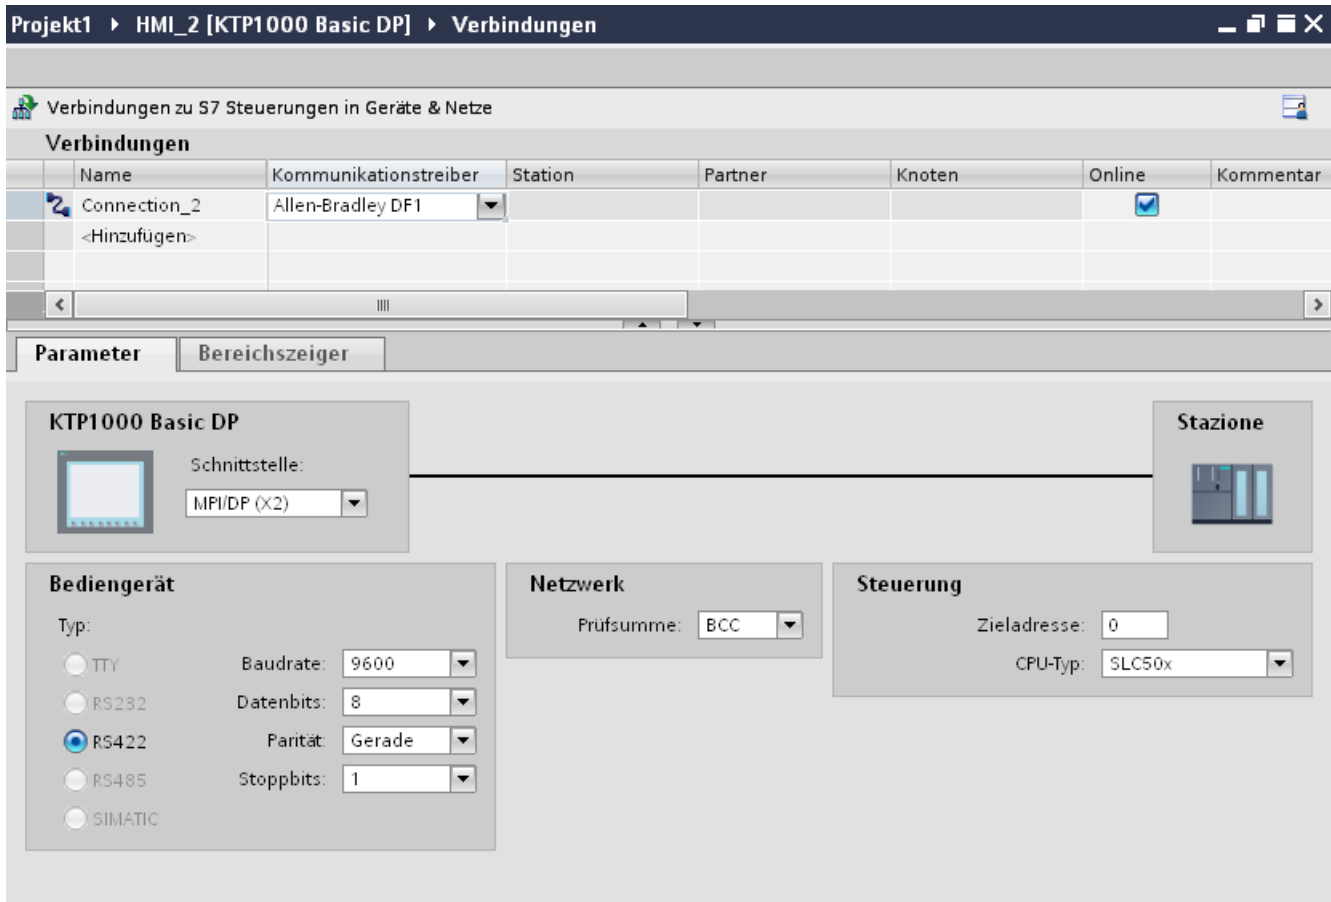 Projekt1 ▸ HMI_2 [KTP1000 Basic DP] ▸ Verbindungen
Verbindungen zu S7 Steuerungen in Geräte & Netze
Verbindungen
Name Kommunikationstreiber Station Partner Knoten Online Kommentar
Connection_2 Allen-Bradley DF1
<Hinzufügen>
Parameter Bereichszeiger
KTP1000 Basic DP Stazione
Schnittstelle:
MPI/DP (X2)
Bediengerät Netzwerk Steuerung
Typ: Prüfsumme: BCC Zieladresse: 0
TTY Baudrate: 9600 CPU-Typ: SLC50x
RS232 Datenbits: 8
RS422 Parität: Gerade
RS485 Stoppbits: 1
SIMATIC